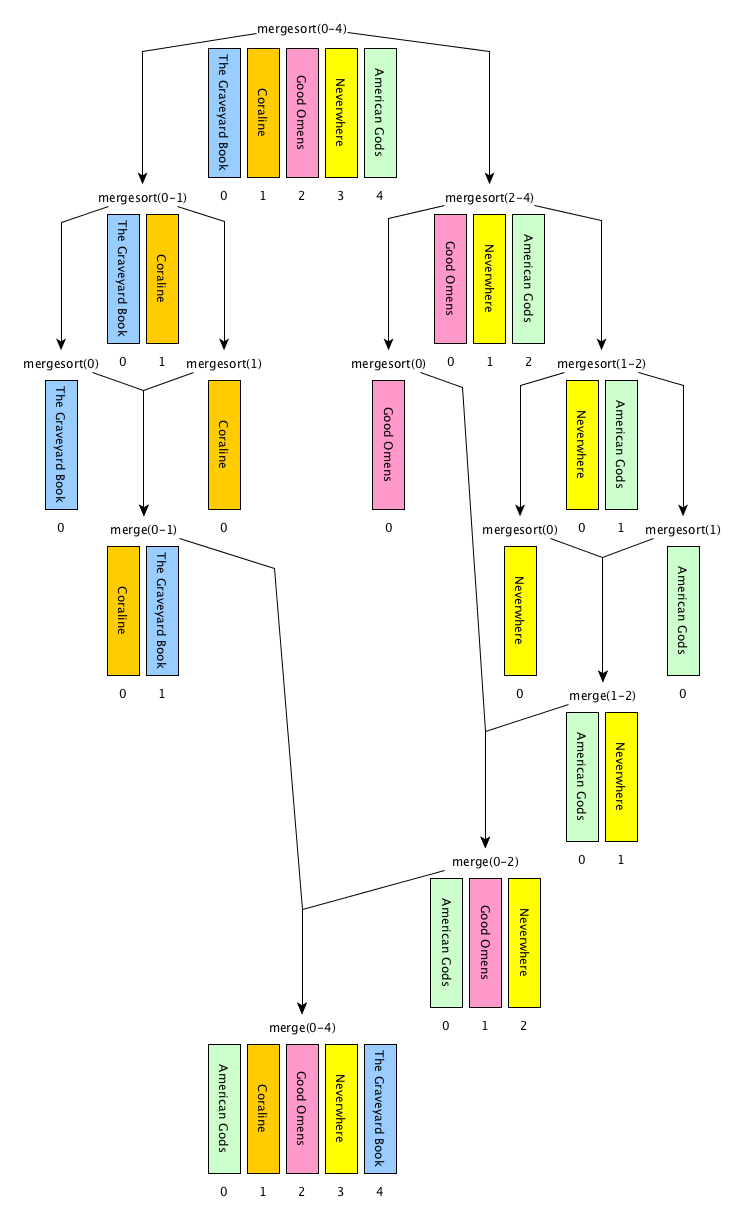 mergesort(0-4)
The Graveyard Book
Coraline
Good Omens
Neverwhere
American Gods
0 1 2 3 4
mergesort(0-1)
mergesort(2-4)
The Graveyard Book
Coraline
Good Omens
Neverwhere
American Gods
0 1
0 1 2
mergesort(0)
mergesort(1)
mergesort(0)
mergesort(1-2)
The Graveyard Book
Coraline
Good Omens
Neverwhere
American Gods
0
0
0
0 1
merge(0-1)
mergesort(0)
mergesort(1)
Coraline
The Graveyard Book
Neverwhere
American Gods
0 1
0
0
merge(1-2)
American Gods
Neverwhere
0 1
merge(0-2)
American Gods
Good Omens
Neverwhere
0 1 2
merge(0-4)
American Gods
Coraline
Good Omens
Neverwhere
The Graveyard Book
0 1 2 3 4